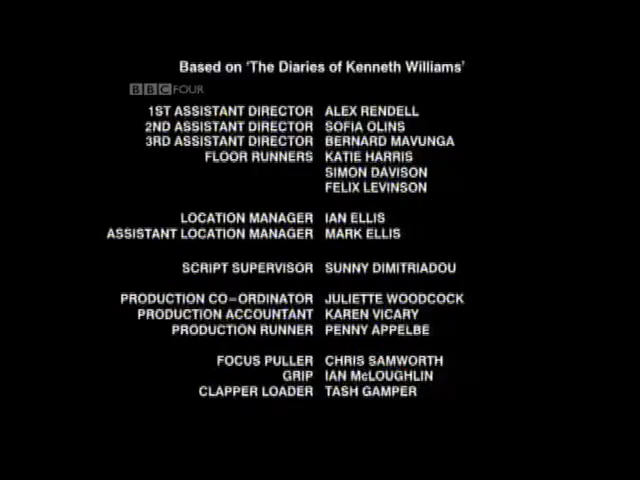 Based on 'The Diaries of Kenneth Williams'
BBC FOUR
1ST ASSISTANT DIRECTOR ALEX RENDELL
2ND ASSISTANT DIRECTOR SOFIA OLINS
3RD ASSISTANT DIRECTOR BERNARD MAVUNGA
FLOOR RUNNERS KATIE HARRIS
SIMON DAVISON
FELIX LEVINSON
LOCATION MANAGER IAN ELLIS
ASSISTANT LOCATION MANAGER MARK ELLIS
SCRIPT SUPERVISOR SUNNY DIMITRIADOU
PRODUCTION CO-ORDINATOR JULIETTE WOODCOCK
PRODUCTION ACCOUNTANT KAREN VICARY
PRODUCTION RUNNER PENNY APPELBE
FOCUS PULLER CHRIS SAMWORTH
GRIP IAN McLOUGHLIN
CLAPPER LOADER TASH GAMPER